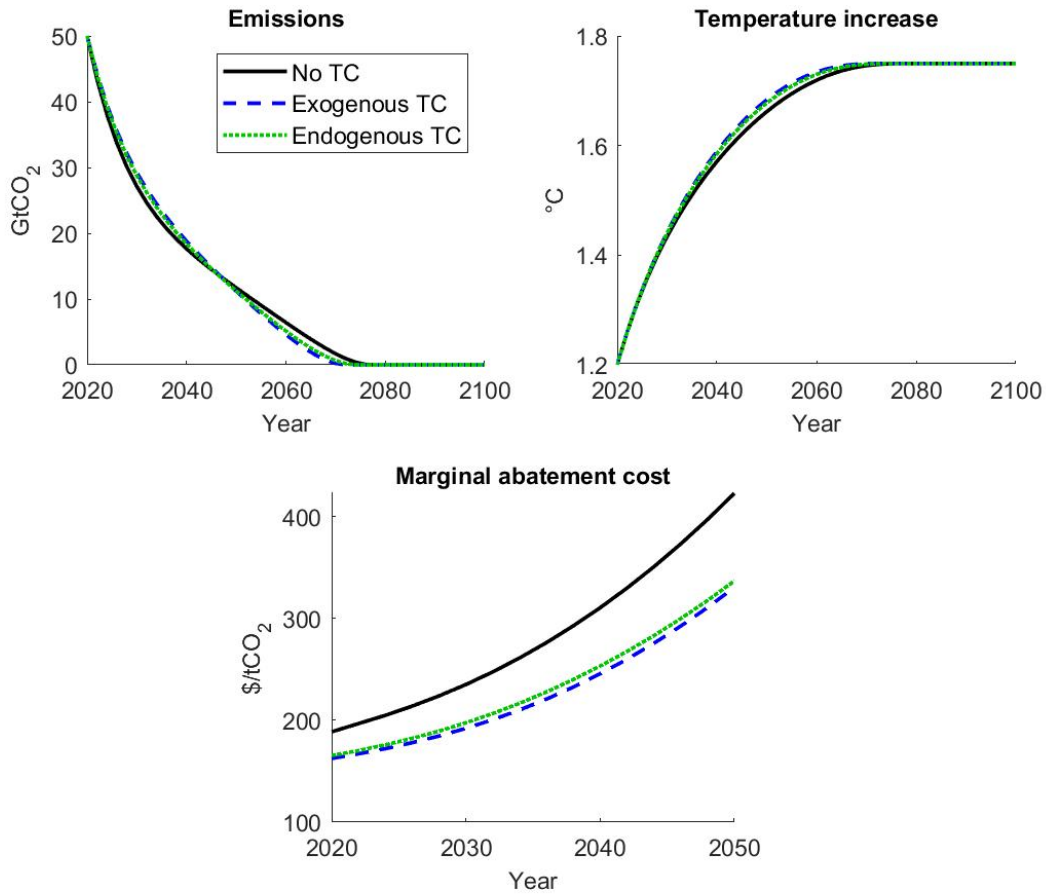 Emissions
50
40
30
20
10
0
GtCO₂
No TC
Exogenous TC
Endogenous TC
2020 2040 2060 2080 2100
Year
Temperature increase
1.8
1.6
1.4
1.2
°C
2020 2040 2060 2080 2100
Year
Marginal abatement cost
400
300
200
100
$/tCO₂
2020 2030 2040 2050
Year